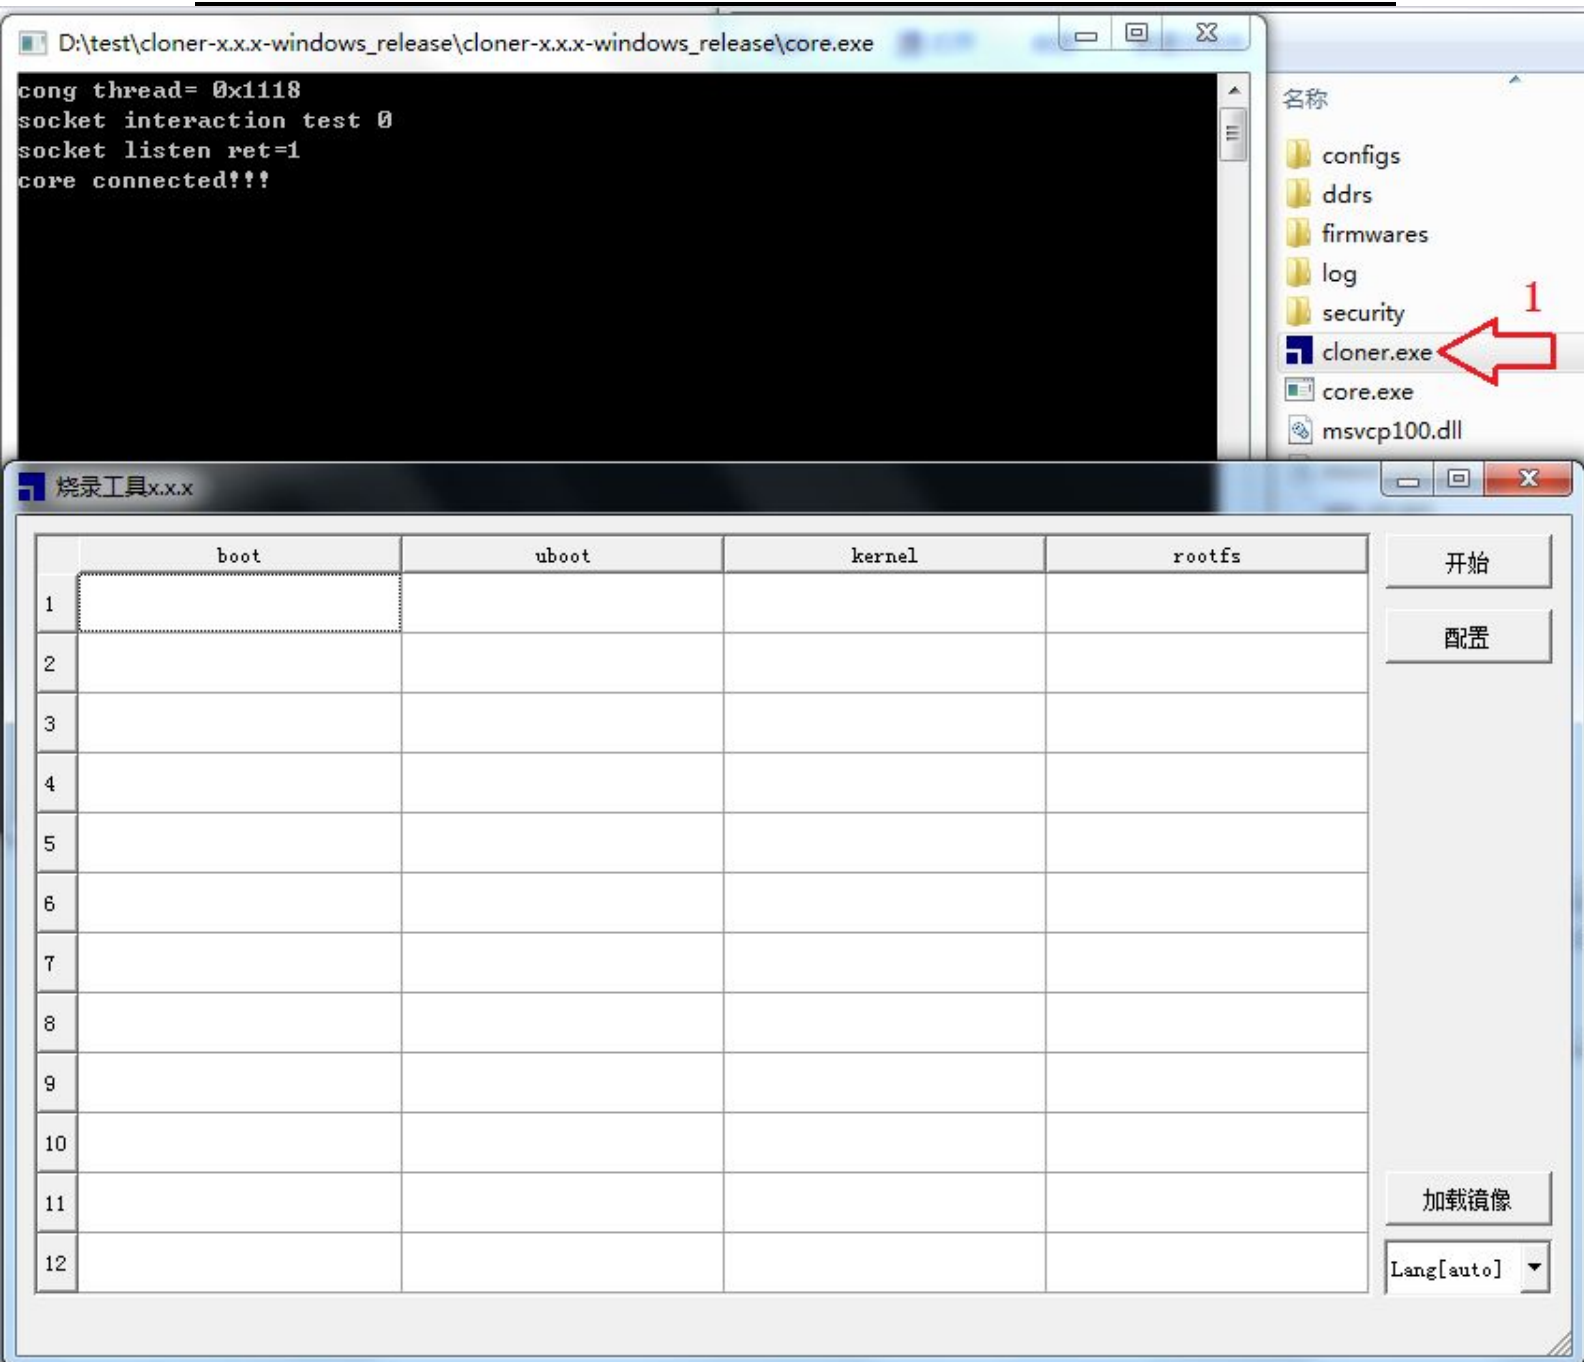 D:\test\cloner-x.x.x-windows_release\cloner-x.x.x-windows_release\core.exe
cong thread= 0x1118
socket interaction test 0
socket listen ret=1
core connected!!!
名称
configs
ddrs
firmwares
log
security
1
cloner.exe
core.exe
msvcp100.dll
烧录工具x.x.x
boot uboot kernel rootfs
开始
1
配置
2
3
4
5
6
7
8
9
10
11
加载镜像
12
Lang[auto]